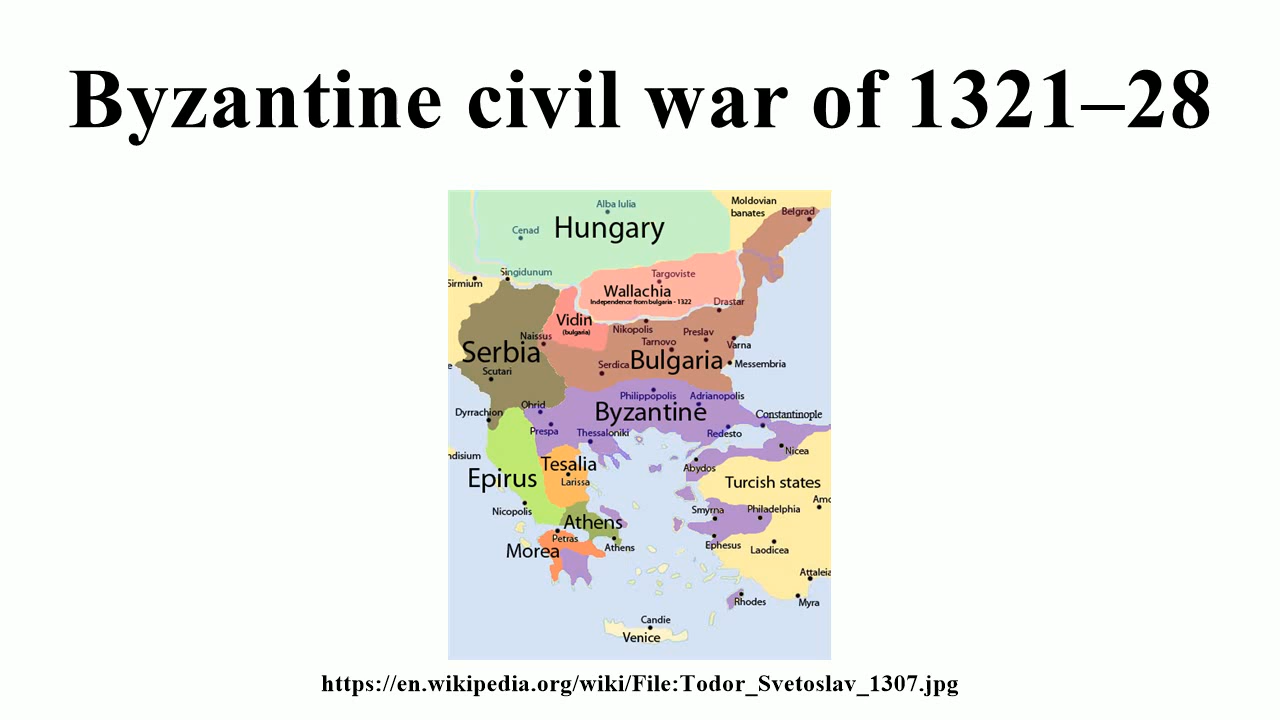 Byzantine civil war of 1321–28
Moldovian
banates
Alba Iulia
Belgrad
Hungary
Cenad
Singidunum
Sirmium
Targoviste
Wallachia
Independence from bulgaria - 1322
Drastar
Vidin
(bulgaria)
Nikopolis
Preslav
Naissus
Tarnovo
Varna
Serbia
Serdica
Bulgaria
Messembria
e
Scutari
Philippopolis
Adrianopolis
Ohrid
Byzantine
Dyrrachion
Constantinople
Prespa
Thessaloniki
Redesto
Nicea
ndisium
Tesalia
Abydos
Epirus
Larissa
Turcish states
Amo
Nicopolis
Smyrna
Philadelphia
Athens
Petras
Morea
Athens
Ephesus
Laodicea
Attaleia
Rhodes
Myra
Candie
Venice
https://en.wikipedia.org/wiki/File:Todor_Svetoslav_1307.jpg